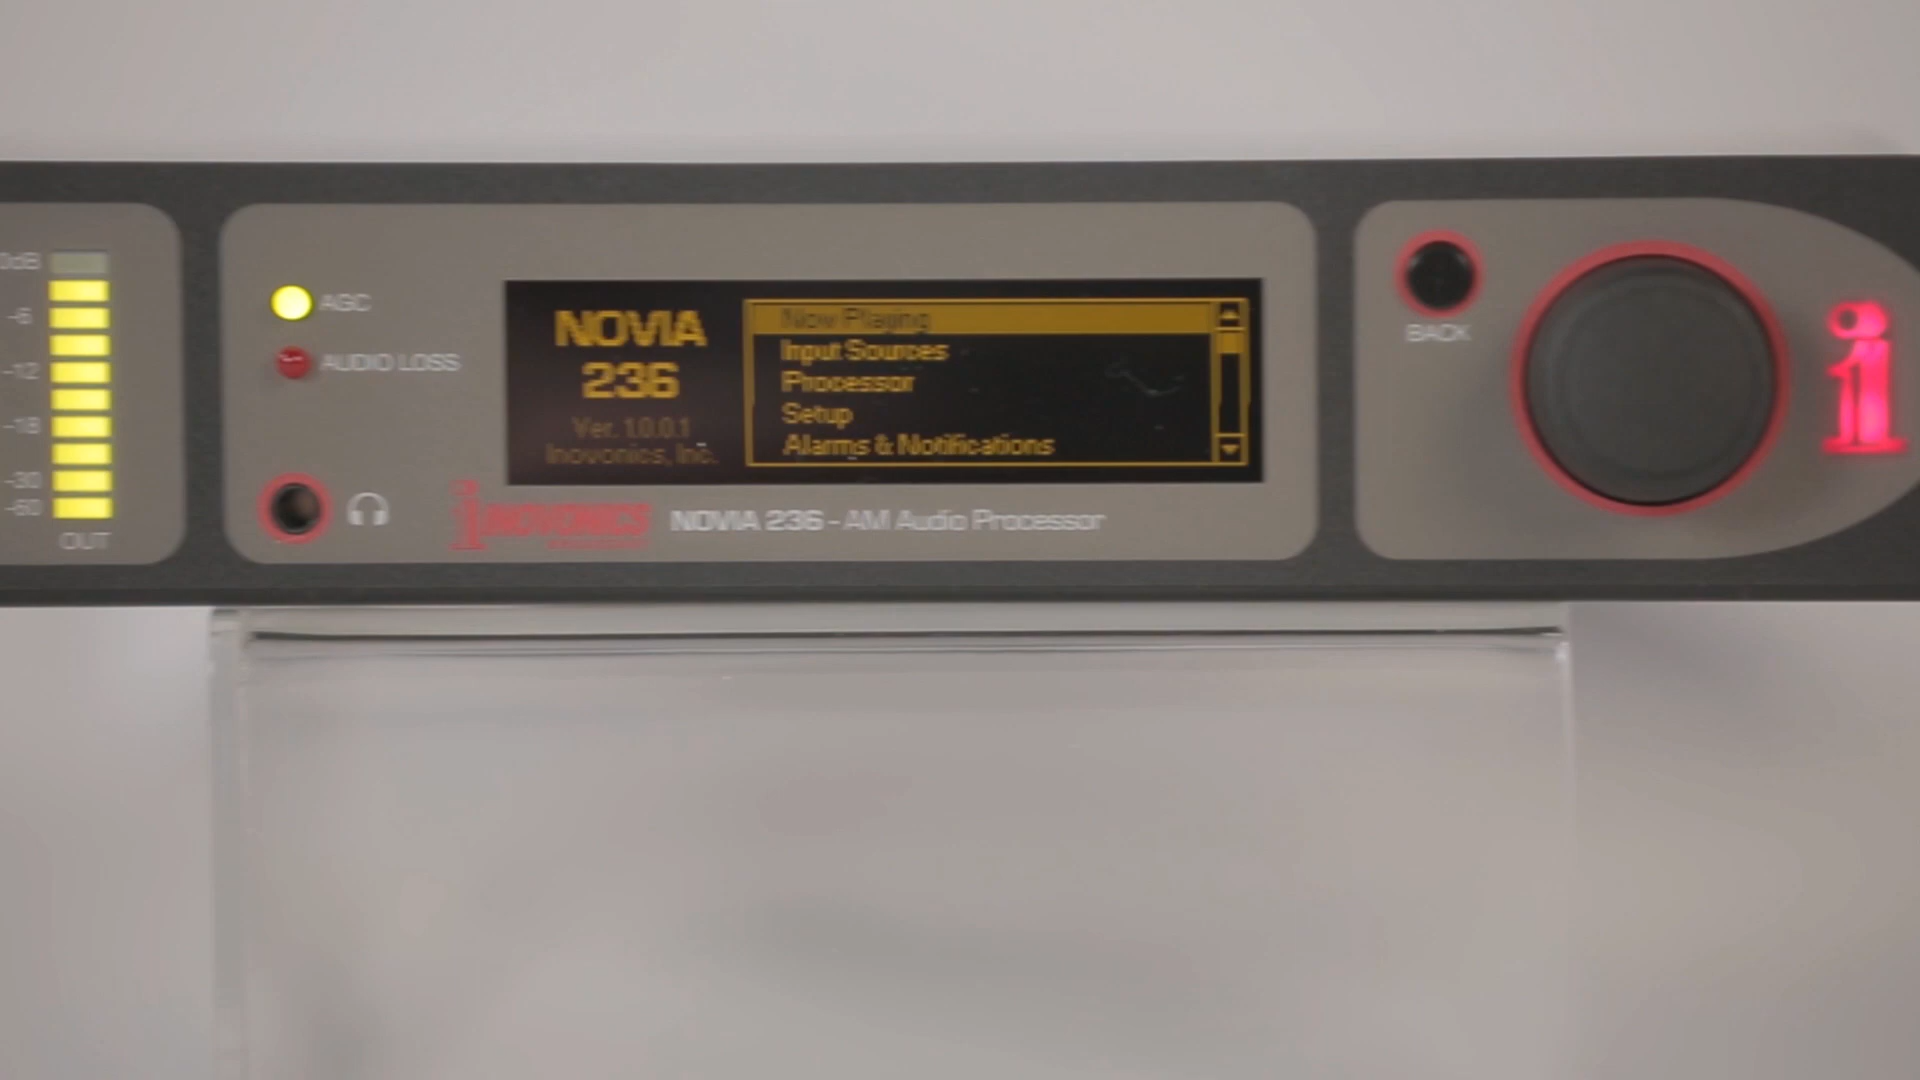 0dB
-6
-12
-18
-30
-60
OUT
AGC
AUDIO LOSS
NOVIA
236
Ver. 1.0.0.1
Inovonics, Inc.
Now Playing
Input Sources
Processor
Setup
Alarms & Notifications
INOVONICS
NOVIA 236 - AM Audio Processor
BACK
i